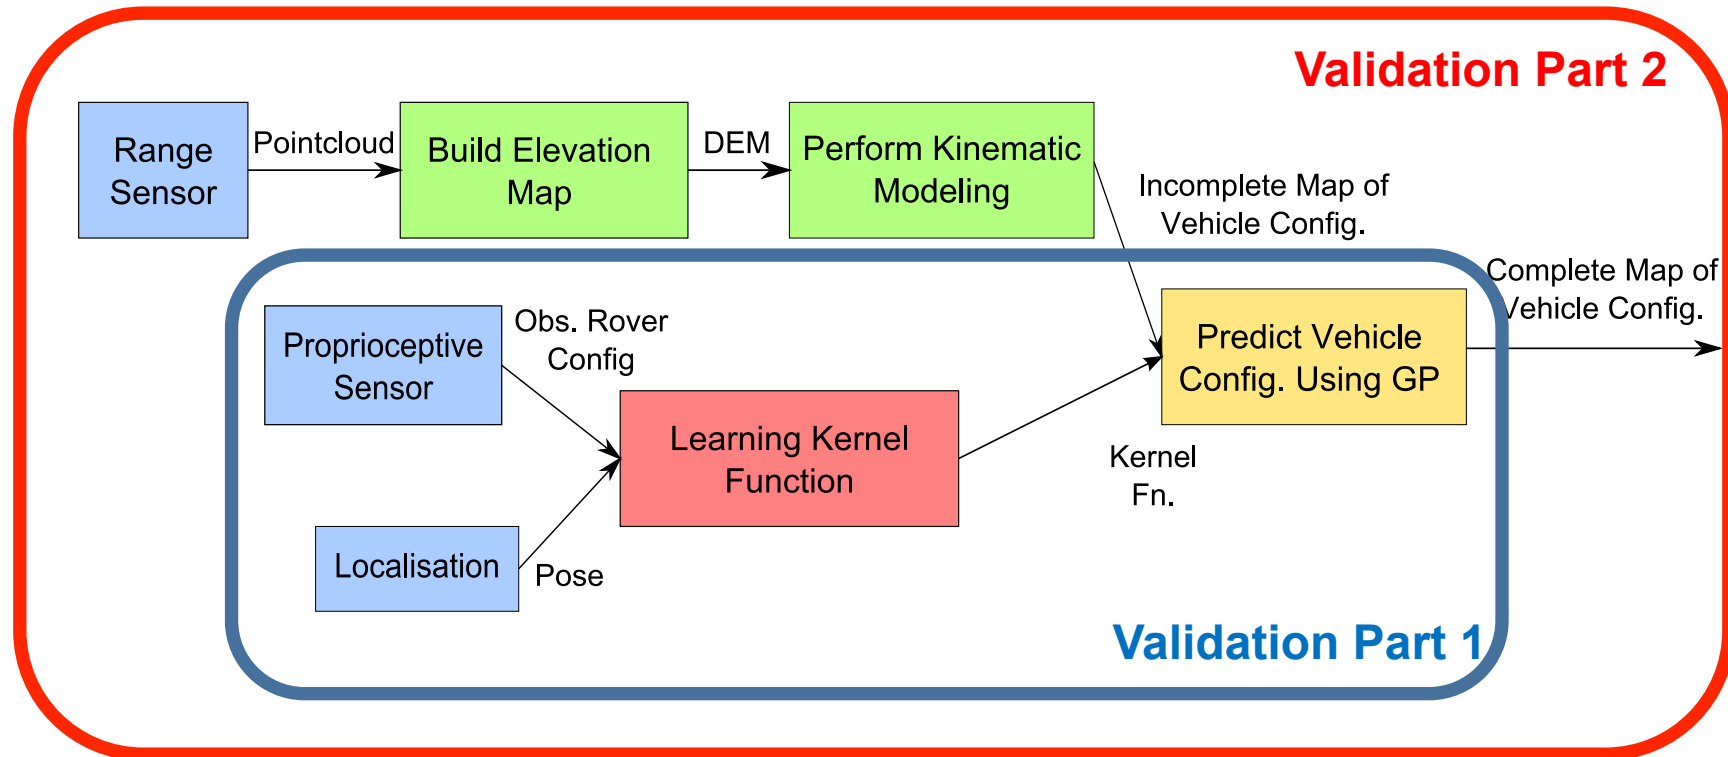 Validation Part 2
Range
Sensor
Pointcloud
Build Elevation
Map
DEM
Perform Kinematic
Modeling
Incomplete Map of
Vehicle Config.
Complete Map of
Vehicle Config.
Proprioceptive
Sensor
Obs. Rover
Config
Predict Vehicle
Config. Using GP
Learning Kernel
Function
Kernel
Fn.
Localisation
Pose
Validation Part 1